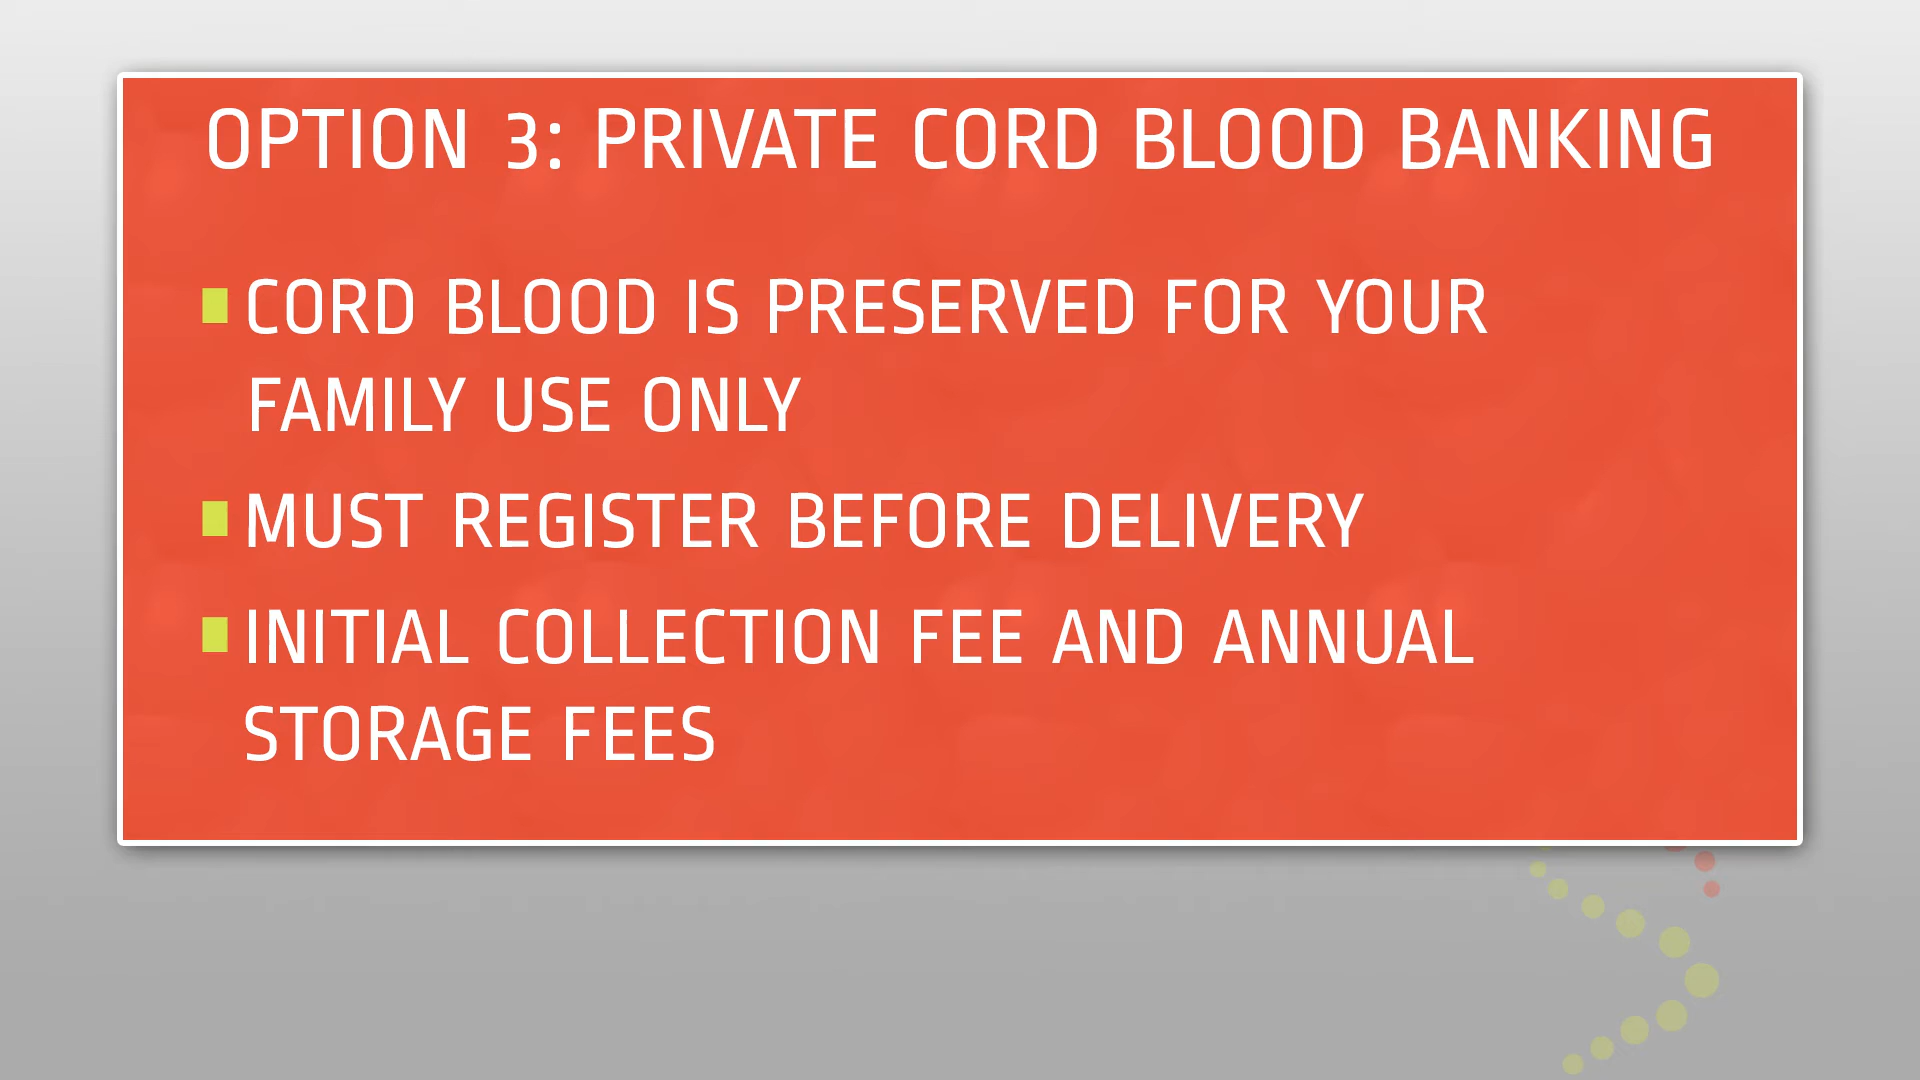 OPTION 3: PRIVATE CORD BLOOD BANKING
CORD BLOOD IS PRESERVED FOR YOUR
FAMILY USE ONLY
MUST REGISTER BEFORE DELIVERY
INITIAL COLLECTION FEE AND ANNUAL
STORAGE FEES